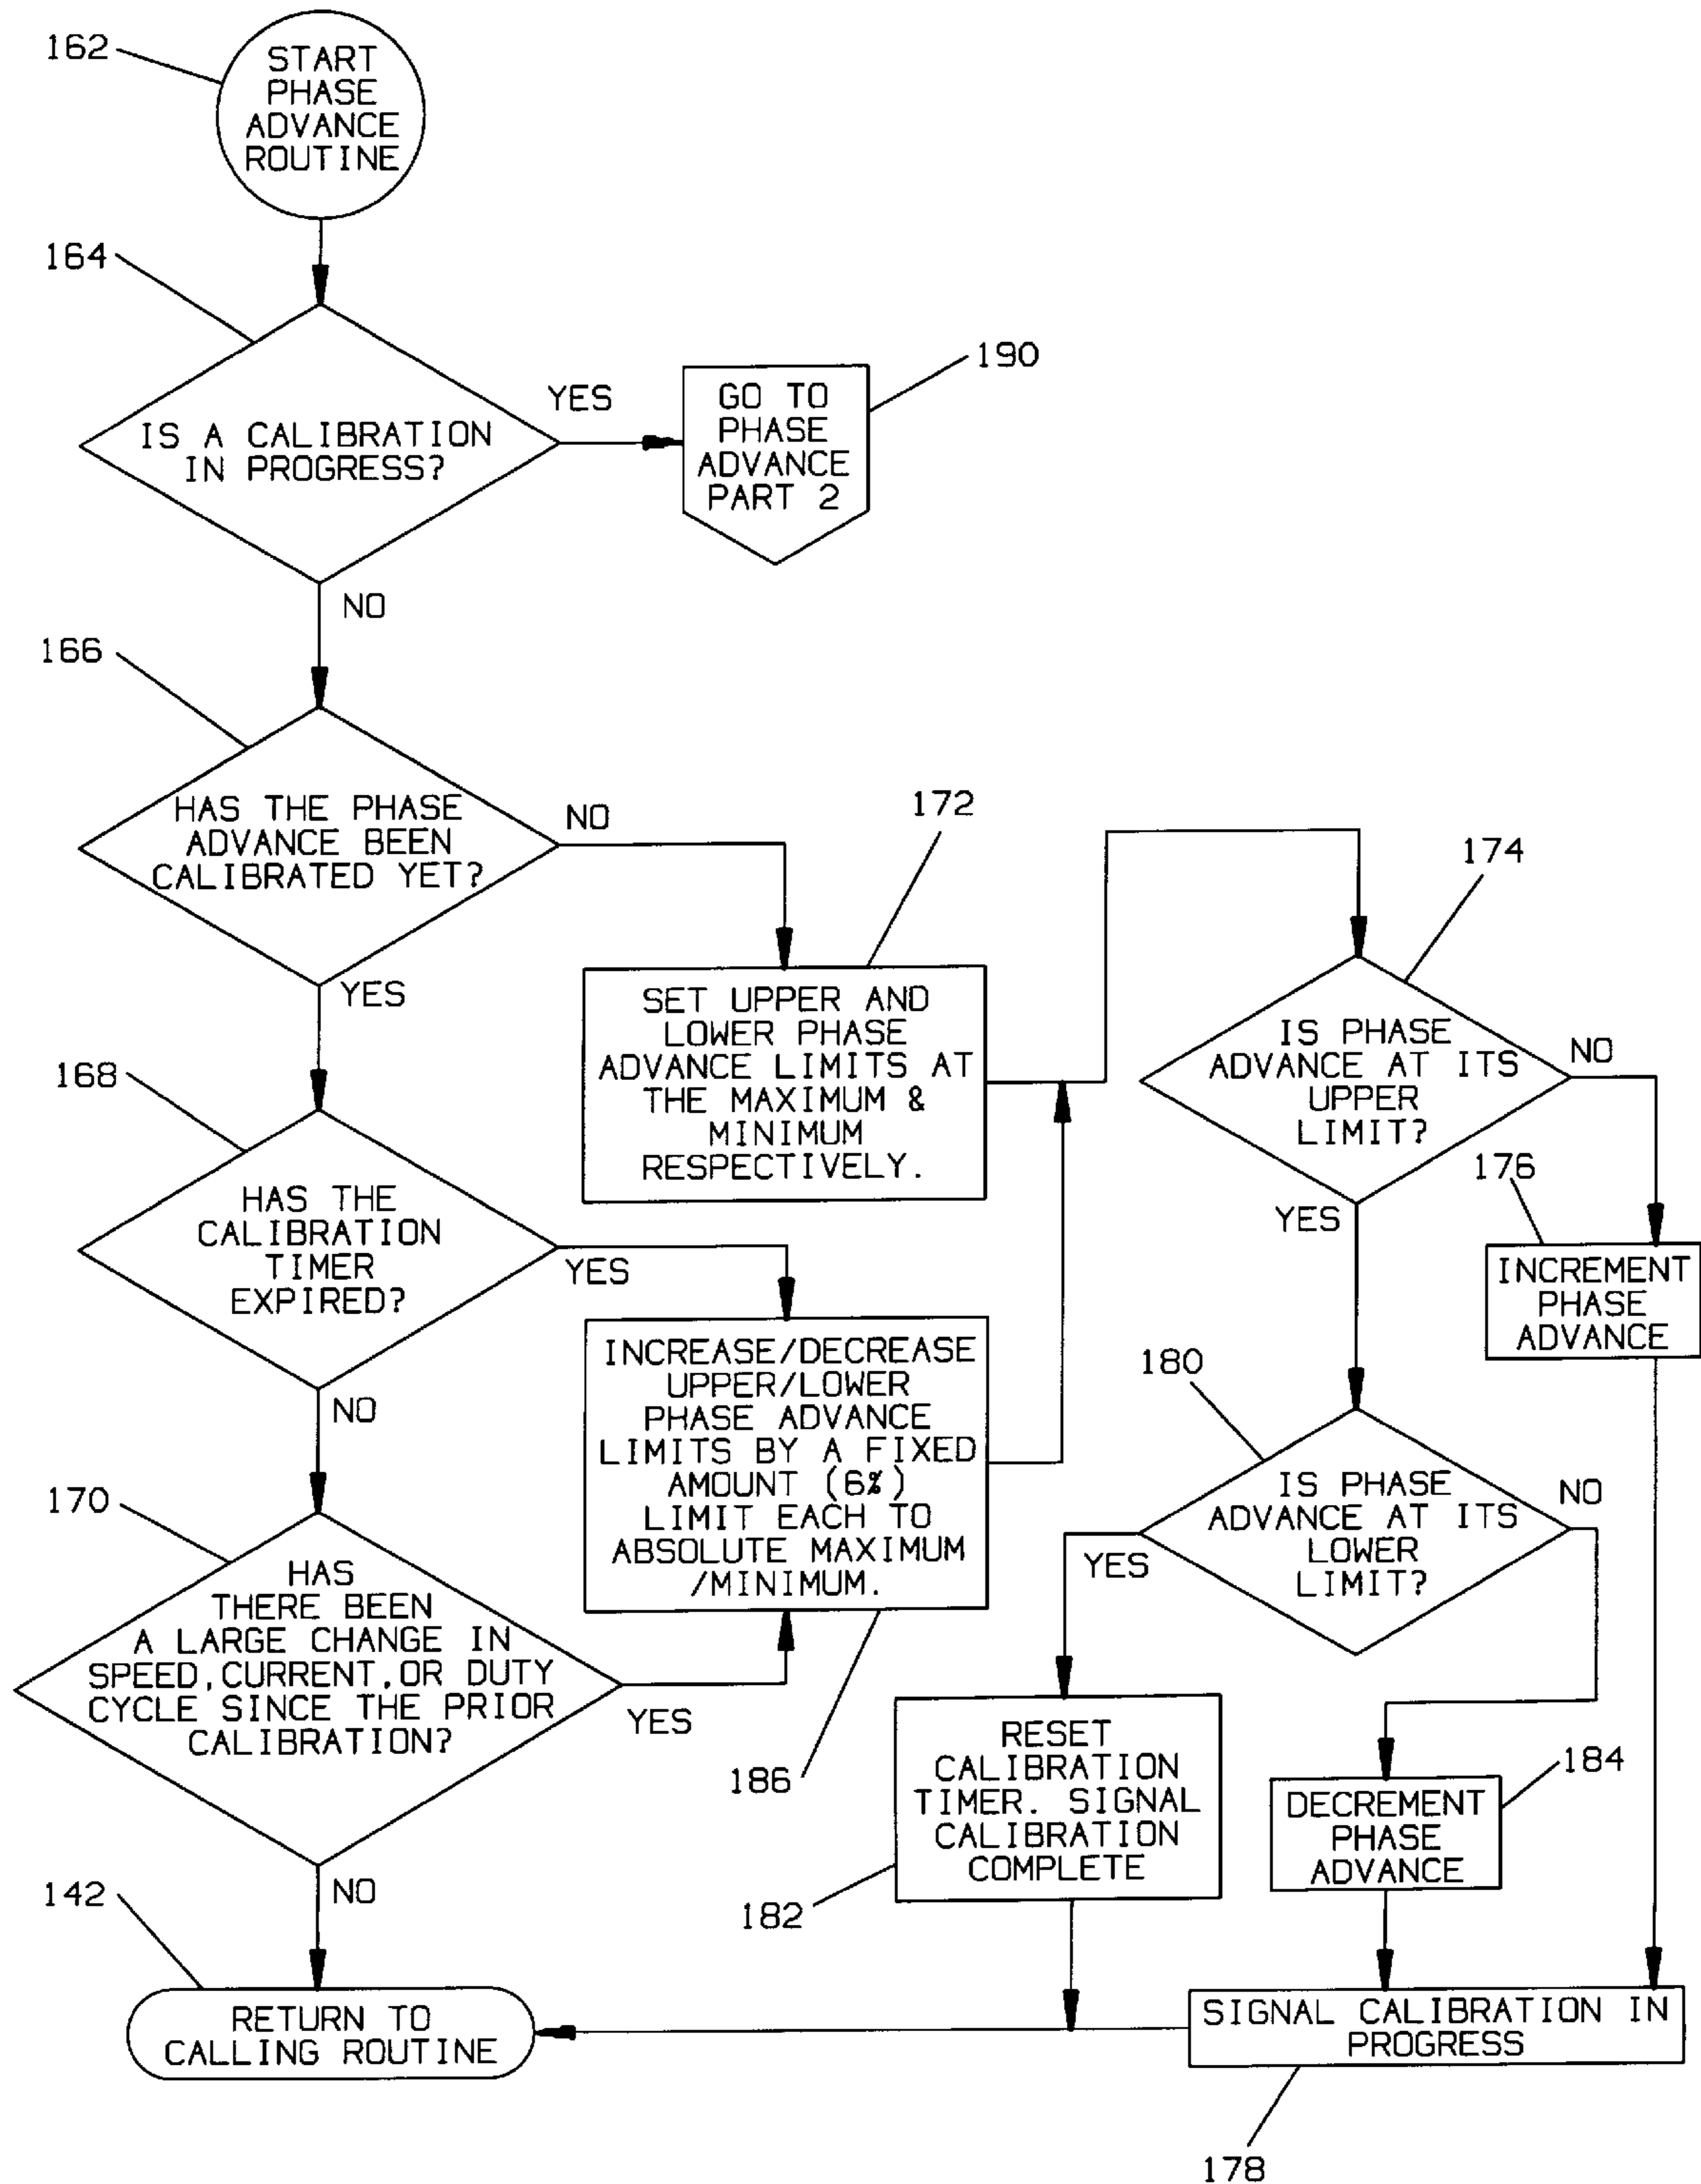 162
START
PHASE
ADVANCE
ROUTINE
164
IS A CALIBRATION
IN PROGRESS?
YES
NO
190
GO TO
PHASE
ADVANCE
PART 2
166
HAS THE PHASE
ADVANCE BEEN
CALIBRATED YET?
NO
YES
172
SET UPPER AND
LOWER PHASE
ADVANCE LIMITS AT
THE MAXIMUM &
MINIMUM
RESPECTIVELY.
174
IS PHASE
ADVANCE AT ITS
UPPER
LIMIT?
NO
YES
176
INCREMENT
PHASE
ADVANCE
168
HAS THE
CALIBRATION
TIMER
EXPIRED?
YES
NO
INCREASE/DECREASE
UPPER/LOWER
PHASE ADVANCE
LIMITS BY A FIXED
AMOUNT (6%)
LIMIT EACH TO
ABSOLUTE MAXIMUM
/MINIMUM.
186
180
IS PHASE
ADVANCE AT ITS
LOWER
LIMIT?
NO
YES
170
HAS
THERE BEEN
A LARGE CHANGE IN
SPEED,CURRENT,OR DUTY
CYCLE SINCE THE PRIOR
CALIBRATION?
YES
NO
RESET
CALIBRATION
TIMER. SIGNAL
CALIBRATION
COMPLETE
182
184
DECREMENT
PHASE
ADVANCE
142
RETURN TO
CALLING ROUTINE
SIGNAL CALIBRATION IN
PROGRESS
178